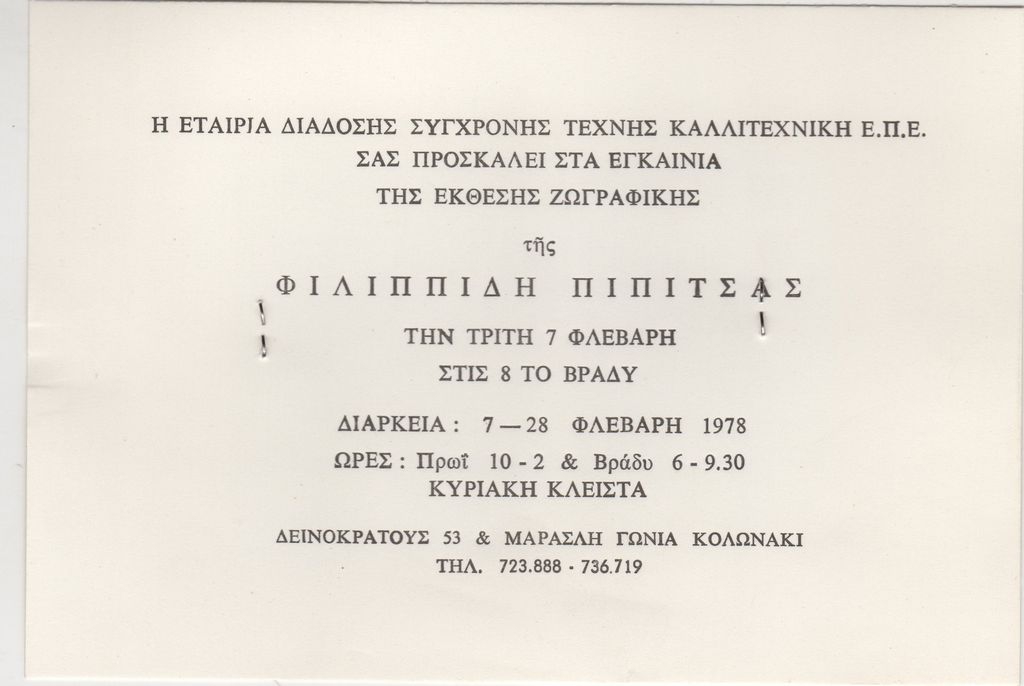 Η ΕΤΑΙΡΙΑ ΔΙΑΔΟΣΗΣ ΣΥΓΧΡΟΝΗΣ ΤΕΧΝΗΣ ΚΑΛΛΙΤΕΧΝΙΚΗ Ε.Π.Ε.
ΣΑΣ ΠΡΟΣΚΑΛΕΙ ΣΤΑ ΕΓΚΑΙΝΙΑ
ΤΗΣ ΕΚΘΕΣΗΣ ΖΩΓΡΑΦΙΚΗΣ
τῆς
ΦΙΛΙΠΠΙΔΗ ΠΙΠΙΤΣΑΣ
ΤΗΝ ΤΡΙΤΗ 7 ΦΛΕΒΑΡΗ
ΣΤΙΣ 8 ΤΟ ΒΡΑΔΥ
ΔΙΑΡΚΕΙΑ : 7 — 28 ΦΛΕΒΑΡΗ 1978
ΩΡΕΣ : Πρωΐ 10 - 2 & Βράδυ 6 - 9.30
ΚΥΡΙΑΚΗ ΚΛΕΙΣΤΑ
ΔΕΙΝΟΚΡΑΤΟΥΣ 53 & ΜΑΡΑΣΛΗ ΓΩΝΙΑ ΚΟΛΩΝΑΚΙ
ΤΗΛ. 723.888 - 736.719